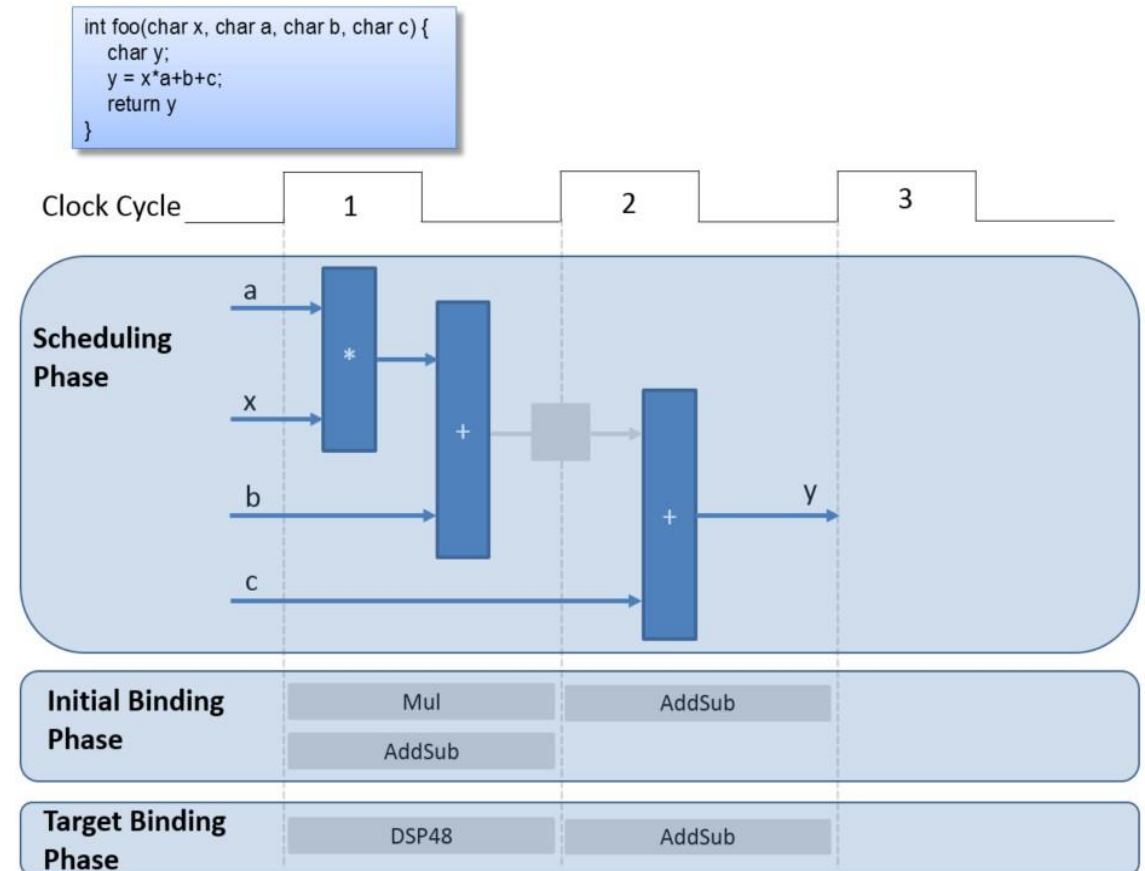 int foo(char x, char a, char b, char c) {
char y;
y = x*a+b+c;
return y
}
Clock Cycle 1 2 3
Scheduling
Phase
a
*
x
+
b
y
+
c
Initial Binding
Phase
Mul AddSub
AddSub
Target Binding
Phase
DSP48 AddSub